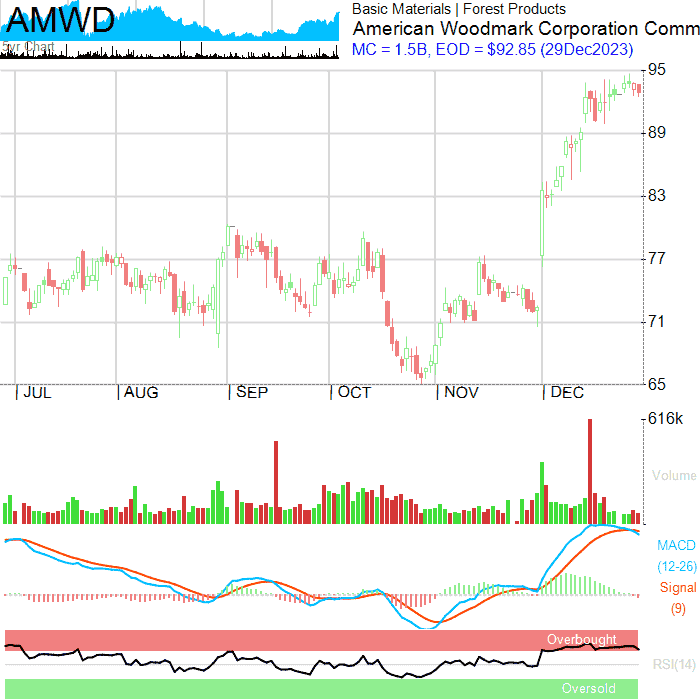 AMWD
5yr Chart
Basic Materials | Forest Products
American Woodmark Corporation Comm
MC = 1.5B, EOD = $92.85 (29Dec2023)
95
89
83
77
71
65
JUL AUG SEP OCT NOV DEC
616k
Volume
MACD
(12-26)
Signal
(9)
Overbought
RSI(14)
Oversold